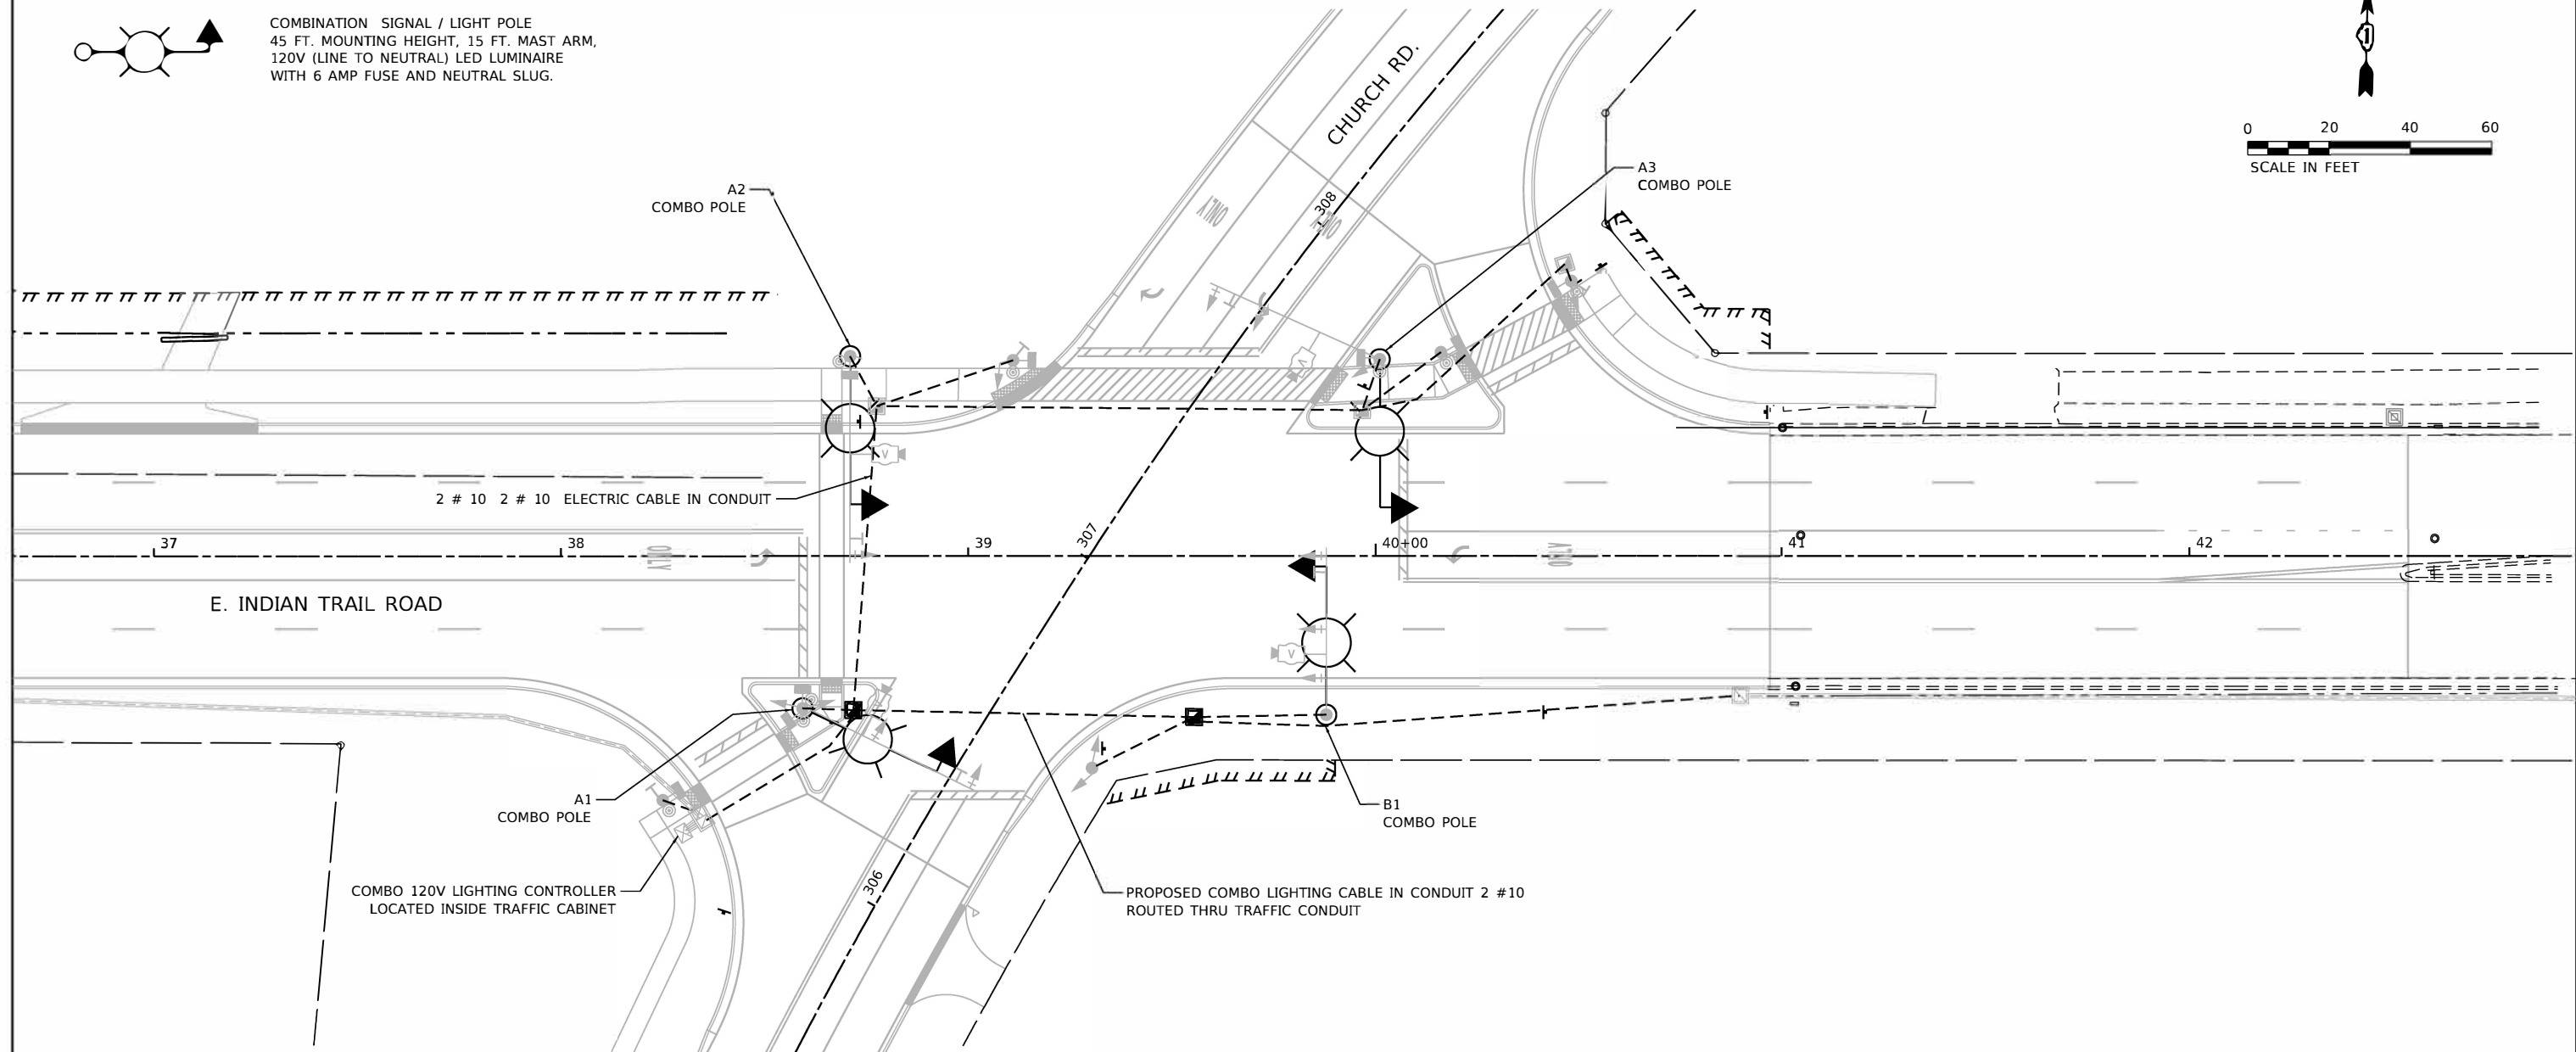 COMBINATION SIGNAL / LIGHT POLE
45 FT. MOUNTING HEIGHT, 15 FT. MAST ARM,
120V (LINE TO NEUTRAL) LED LUMINAIRE
WITH 6 AMP FUSE AND NEUTRAL SLUG.
CHURCH RD.
0 20 40 60
SCALE IN FEET
A2
COMBO POLE
A3
COMBO POLE
308
ONLY
ONLY
V
V
2 # 10 2 # 10 ELECTRIC CABLE IN CONDUIT
37 38 39 40+00 41 42
307
ONLY
ONLY
E. INDIAN TRAIL ROAD
V
A1
COMBO POLE
B1
COMBO POLE
306
COMBO 120V LIGHTING CONTROLLER
LOCATED INSIDE TRAFFIC CABINET
PROPOSED COMBO LIGHTING CABLE IN CONDUIT 2 #10
ROUTED THRU TRAFFIC CONDUIT